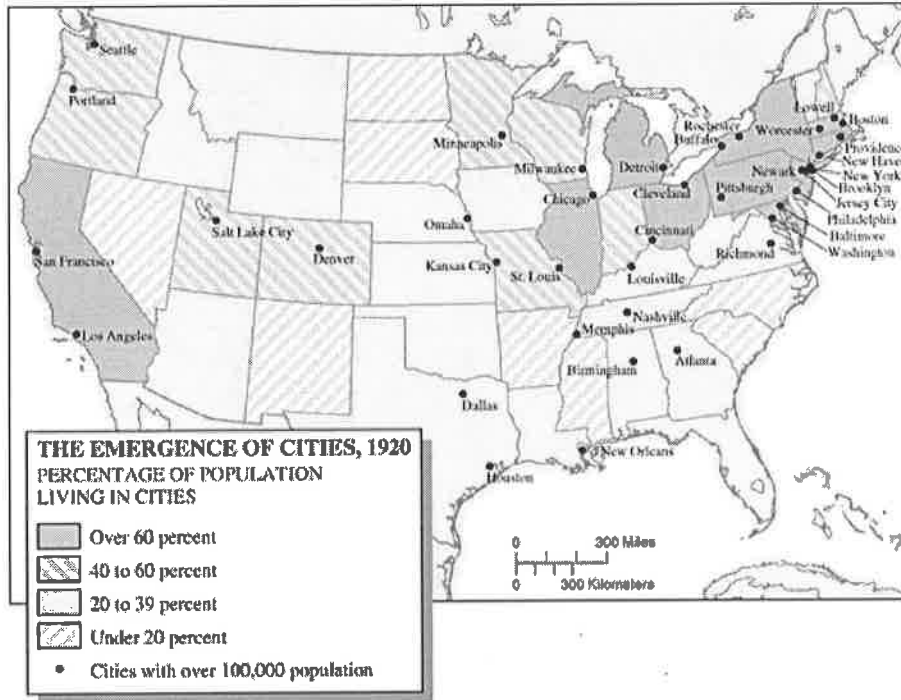 Seattle
Portland
Minneapolis
Milwaukee
Detroit
Chicago
Cleveland
Rochester
Buffalo
Lowell
Boston
Worcester
Providence
New Haven
New York
Newark
Brooklyn
Jersey City
Pittsburgh
Philadelphia
Baltimore
Washington
Salt Lake City
Denver
Omaha
Kansas City
St. Louis
Cincinnati
Louisville
Richmond
San Francisco
Los Angeles
Nashville
Memphis
Birmingham
Atlanta
Dallas
Houston
New Orleans
THE EMERGENCE OF CITIES, 1920
PERCENTAGE OF POPULATION
LIVING IN CITIES
Over 60 percent
40 to 60 percent
20 to 39 percent
Under 20 percent
Cities with over 100,000 population
0 300 Miles
0 300 Kilometers